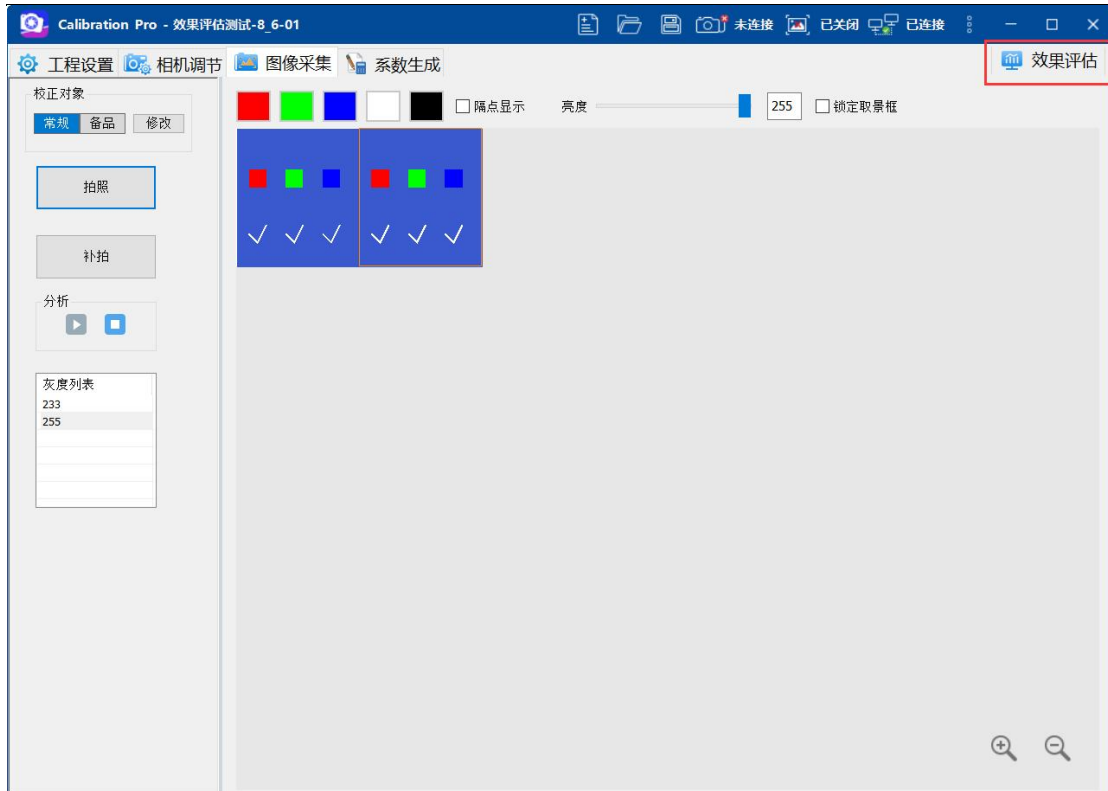 Calibration Pro - 效果评估测试-8_6-01 未连接 已关闭 已连接
工程设置 相机调节 图像采集 系数生成 效果评估
校正对象
常规 备品 修改
隔点显示 亮度 255 锁定取景框
拍照
补拍
分析
灰度列表
233
255